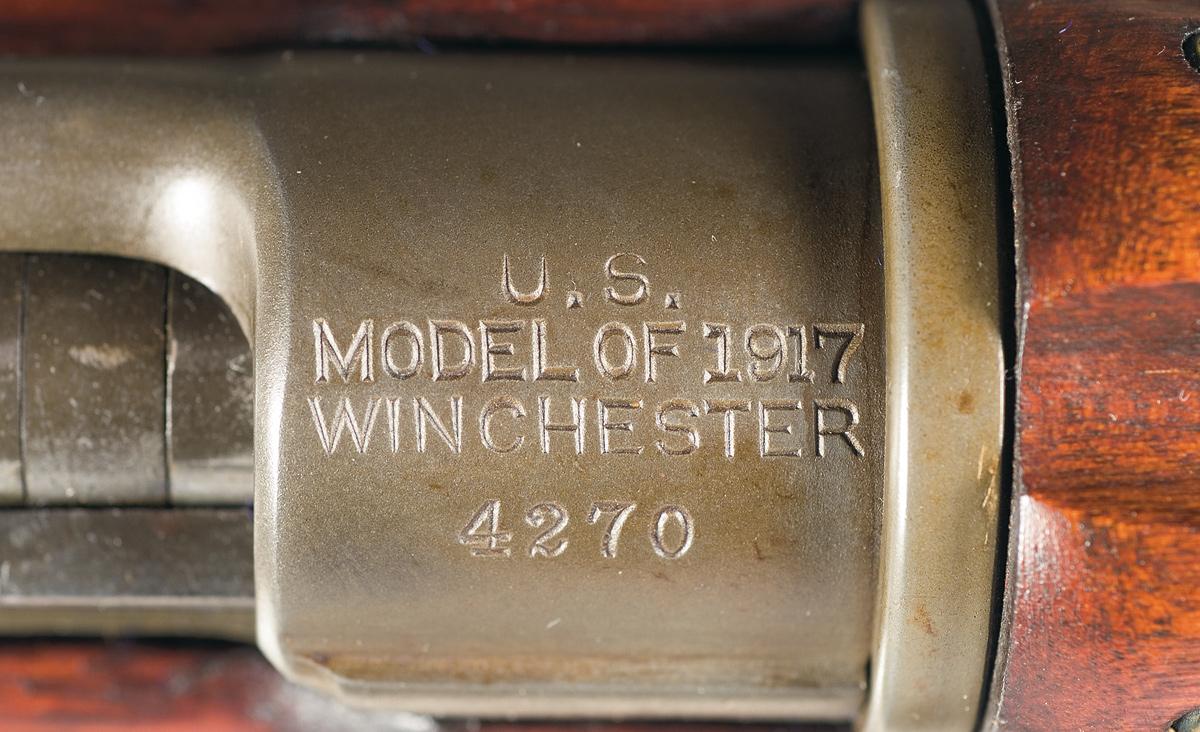 U.S.
MODEL OF 1917
WINCHESTER
4270